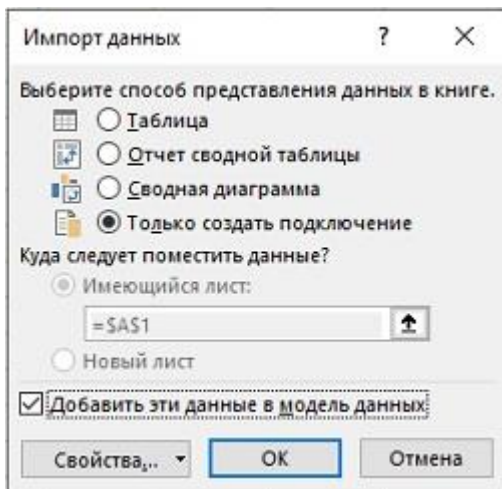 Импорт данных ?
Выберите способ представления данных в книге.
Таблица
Отчет сводной таблицы
Сводная диаграмма
Только создать подключение
Куда следует поместить данные?
Имеющийся лист:
=$A$1
Новый лист
Добавить эти данные в модель данных
Свойства... ОК Отмена